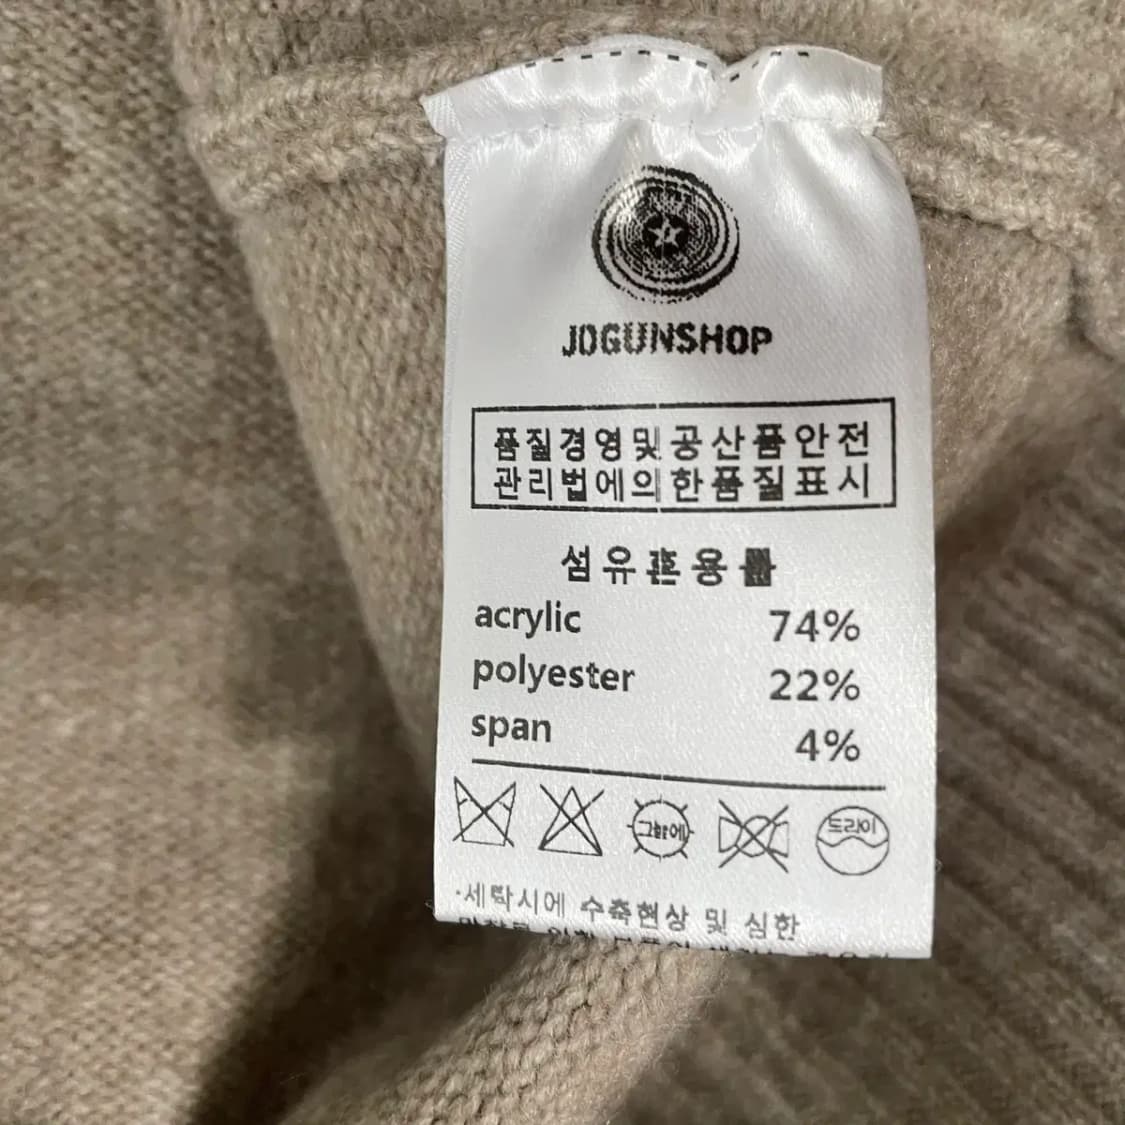 JOGUNSHOP
품질경영및공산품안전
관리법에의한품질표시
섬유혼용률
acrylic 74%
polyester 22%
span 4%
그늘에
드라이
·세탁시에 수축현상 및 심한